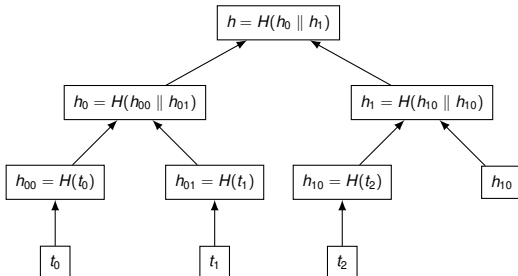 h = H(h₀ ∥ h₁)
h₀ = H(h₀₀ ∥ h₀₁)
h₁ = H(h₁₀ ∥ h₁₀)
h₀₀ = H(t₀)
h₀₁ = H(t₁)
h₁₀ = H(t₂)
h₁₀
t₀
t₁
t₂